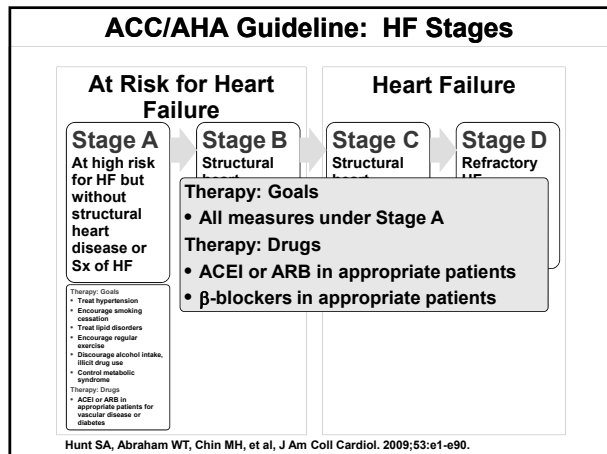 ACC/AHA Guideline: HF Stages
At Risk for Heart
Failure
Heart Failure
Stage A
At high risk
for HF but
without
structural
heart
disease or
Sx of HF
Stage B
Structural
heart
Stage C
Structural
heart
Stage D
Refractory
HF
Therapy: Goals
• All measures under Stage A
Therapy: Drugs
• ACEI or ARB in appropriate patients
• β-blockers in appropriate patients
Therapy: Goals
• Treat hypertension
• Encourage smoking
cessation
• Treat lipid disorders
• Encourage regular
exercise
• Discourage alcohol intake,
illicit drug use
• Control metabolic
syndrome
Therapy: Drugs
• ACEI or ARB in
appropriate patients for
vascular disease or
diabetes
Hunt SA, Abraham WT, Chin MH, et al, J Am Coll Cardiol. 2009;53:e1-e90.